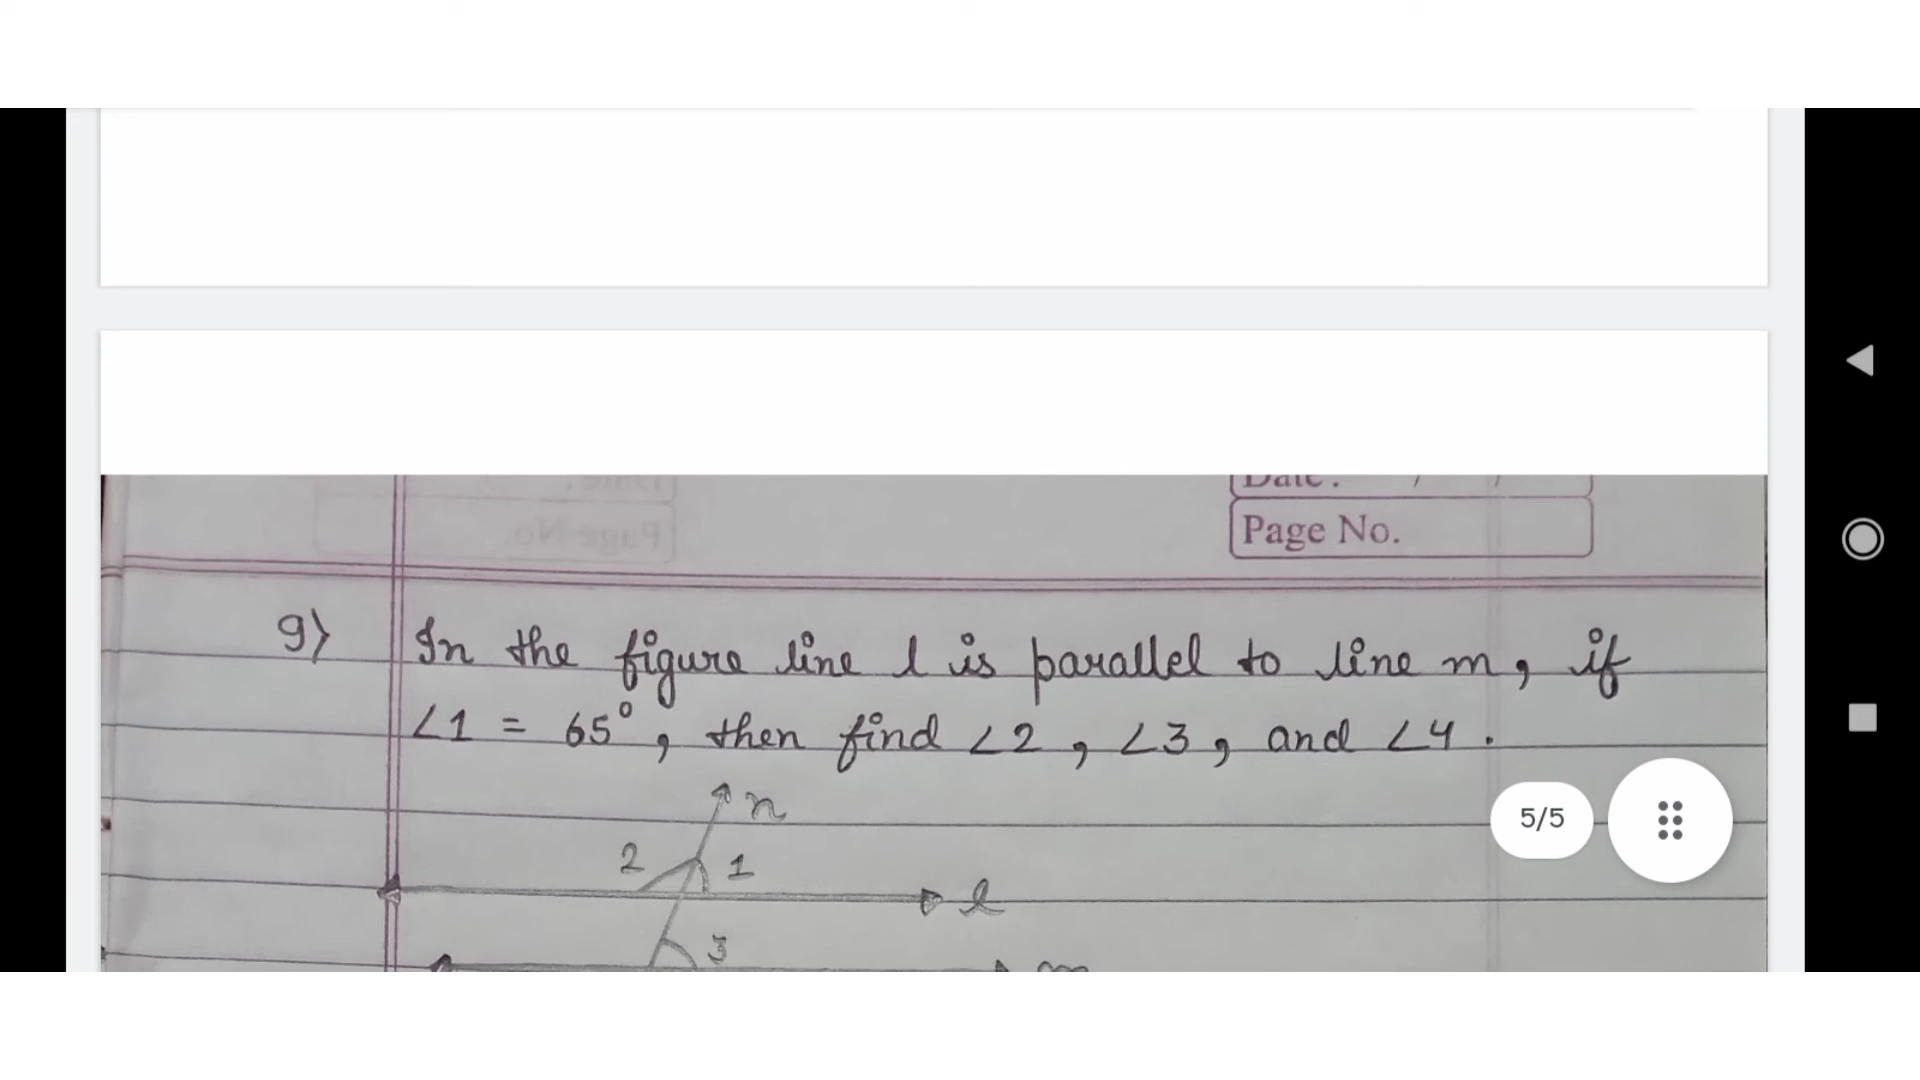 Date. / /
Page No.
9) In the figure line l is parallel to line m, if
∠1 = 65°, then find ∠2, ∠3, and ∠4.
n
2 1
l
3
m
5/5